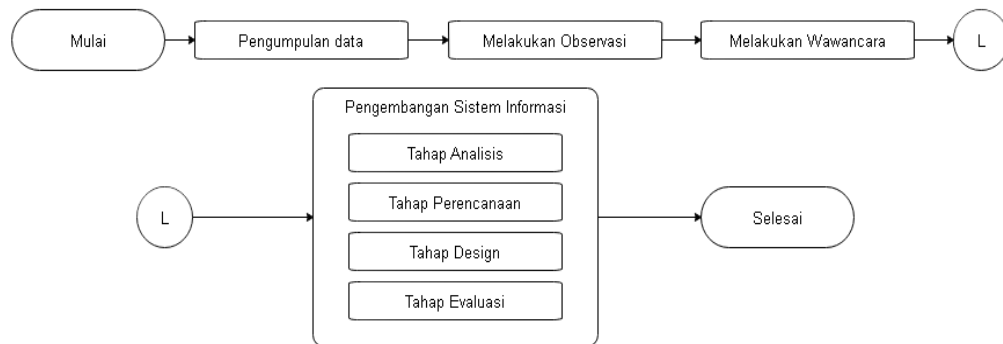 Mulai
Pengumpulan data
Melakukan Observasi
Melakukan Wawancara
L
Pengembangan Sistem Informasi
Tahap Analisis
Tahap Perencanaan
Tahap Design
Tahap Evaluasi
L
Selesai